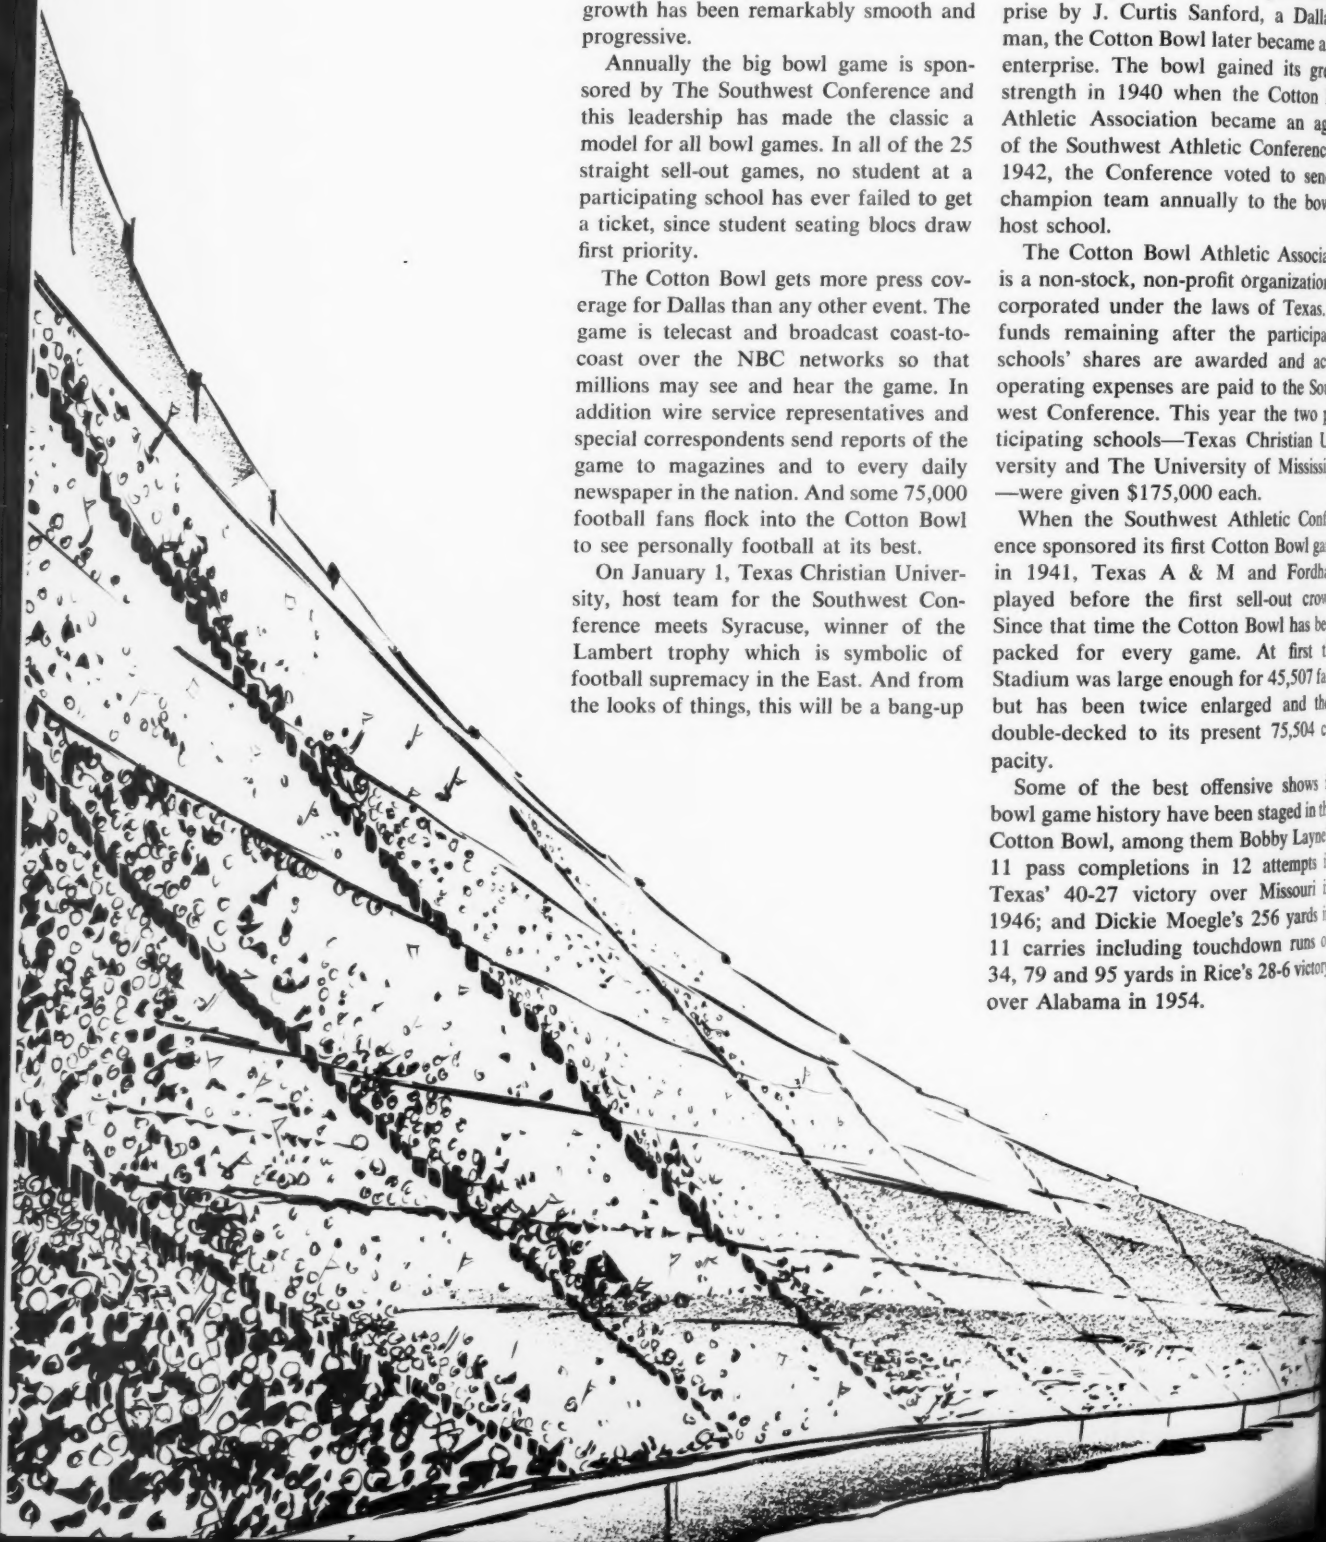 growth has been remarkably smooth and
progressive.
Annually the big bowl game is spon-
sored by The Southwest Conference and
this leadership has made the classic a
model for all bowl games. In all of the 25
straight sell-out games, no student at a
participating school has ever failed to get
a ticket, since student seating blocs draw
first priority.
The Cotton Bowl gets more press cov-
erage for Dallas than any other event. The
game is telecast and broadcast coast-to-
coast over the NBC networks so that
millions may see and hear the game. In
addition wire service representatives and
special correspondents send reports of the
game to magazines and to every daily
newspaper in the nation. And some 75,000
football fans flock into the Cotton Bowl
to see personally football at its best.
On January 1, Texas Christian Univer-
sity, host team for the Southwest Con-
ference meets Syracuse, winner of the
Lambert trophy which is symbolic of
football supremacy in the East. And from
the looks of things, this will be a bang-up
prise by J. Curtis Sanford, a
man, the Cotton Bowl later became
enterprise. The bowl gained its
strength in 1940 when the Cotton
Athletic Association became an
of the Southwest Athletic
1942, the Conference voted to
champion team annually to the
host school.
The Cotton Bowl Athletic
is a non-stock, non-profit
corporated under the laws of Texas.
funds remaining after the
schools' shares are awarded and
operating expenses are paid to the
west Conference. This year the two
ticipating schools—Texas Christian
versity and The University of
—were given $175,000 each.
When the Southwest Athletic
ence sponsored its first Cotton Bowl
in 1941, Texas A & M and
played before the first sell-out
Since that time the Cotton Bowl has
packed for every game. At first
Stadium was large enough for 45,507
but has been twice enlarged and
double-decked to its present 75,504
pacity.
Some of the best offensive shows
bowl game history have been staged in
Cotton Bowl, among them Bobby
11 pass completions in 12 attempts
Texas' 40-27 victory over Missouri
1946; and Dickie Moegle's 256 yards
11 carries including touchdown runs
34, 79 and 95 yards in Rice's 28-6 victory
over Alabama in 1954.